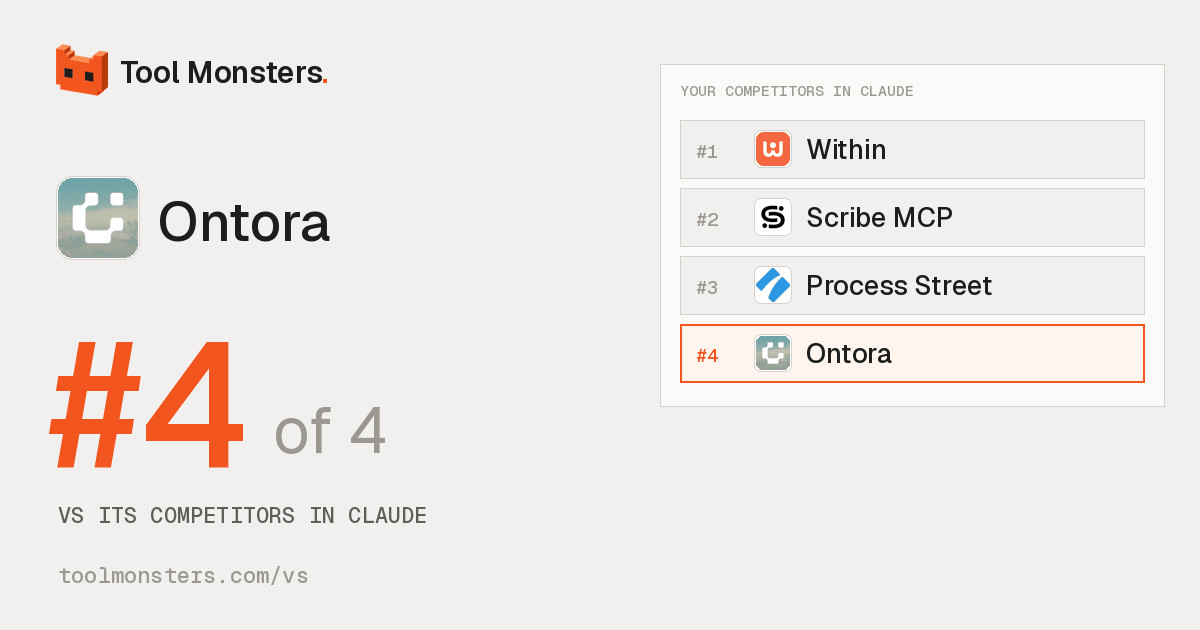 Tool Monsters.
Ontora
#4 of 4
VS ITS COMPETITORS IN CLAUDE
toolmonsters.com/vs
YOUR COMPETITORS IN CLAUDE
#1 Within
#2 Scribe MCP
#3 Process Street
#4 Ontora